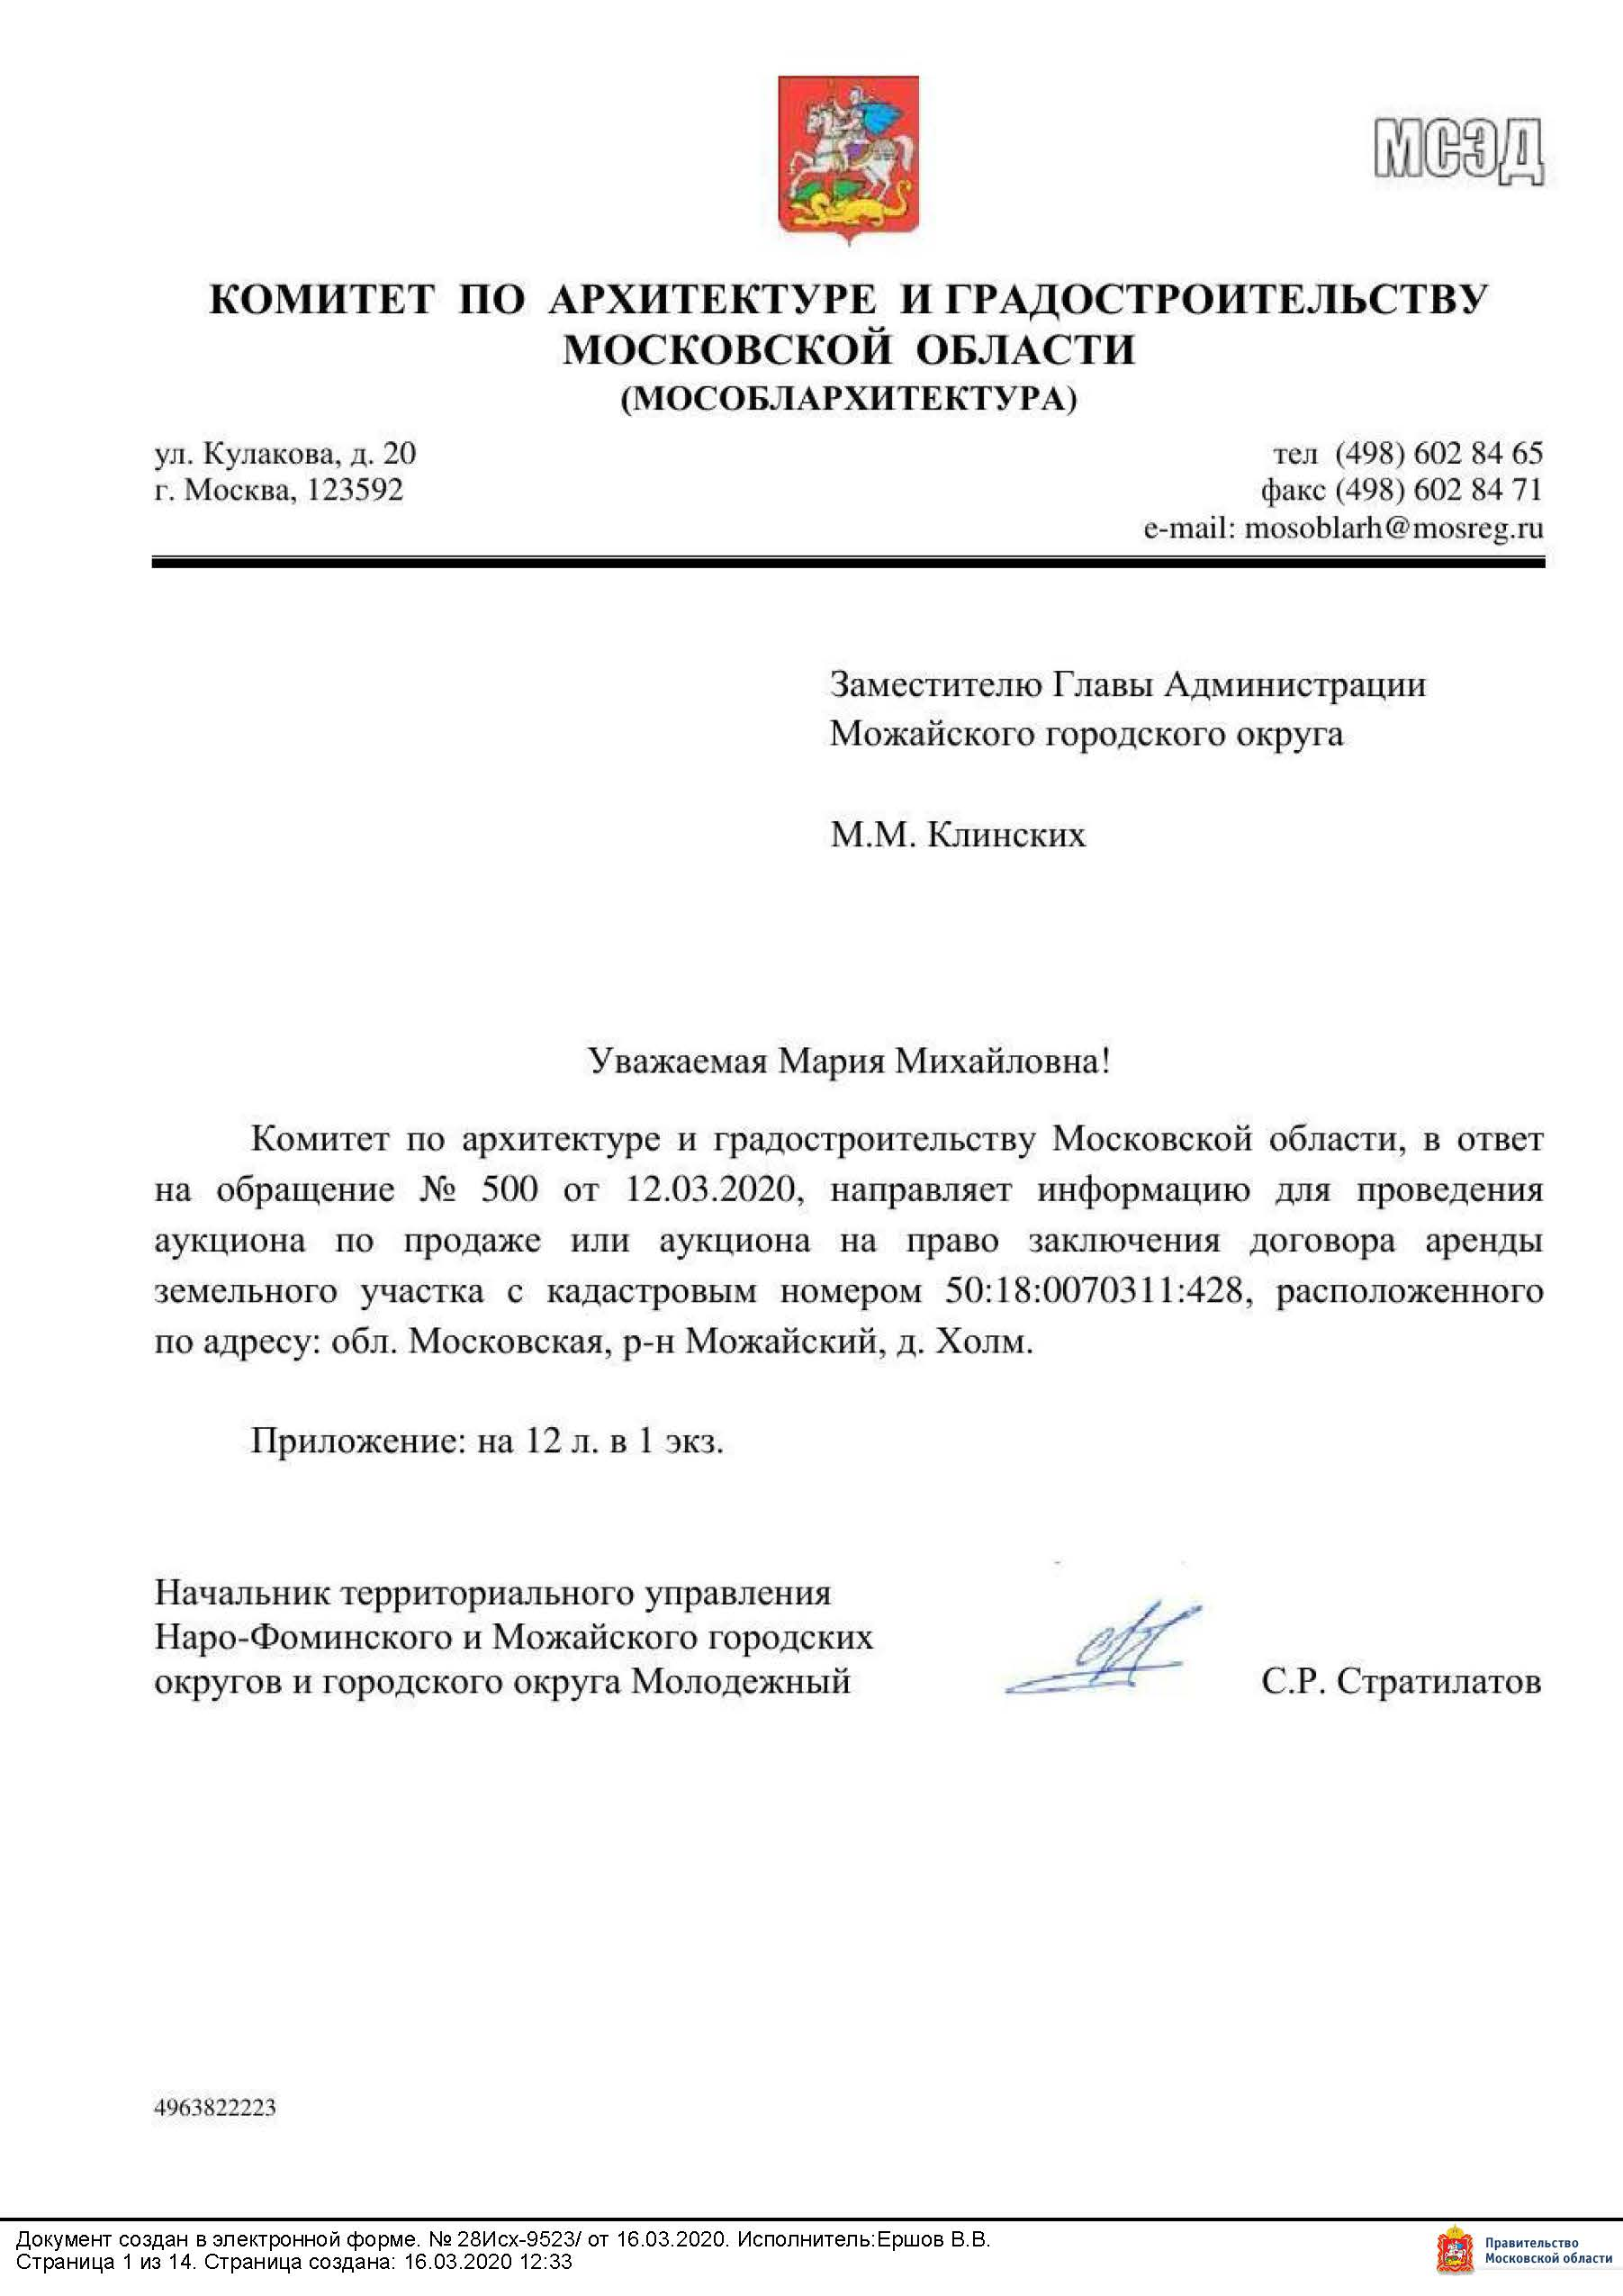 МСЭД
КОМИТЕТ ПО АРХИТЕКТУРЕ И ГРАДОСТРОИТЕЛЬСТВУ
МОСКОВСКОЙ ОБЛАСТИ
(МОСОБЛАРХИТЕКТУРА)
ул. Кулакова, д. 20
г. Москва, 123592
тел (498) 602 84 65
факс (498) 602 84 71
e-mail: mosoblarh@mosreg.ru
Заместителю Главы Администрации
Можайского городского округа
М.М. Клинских
Уважаемая Мария Михайловна!
Комитет по архитектуре и градостроительству Московской области, в ответ
на обращение № 500 от 12.03.2020, направляет информацию для проведения
аукциона по продаже или аукциона на право заключения договора аренды
земельного участка с кадастровым номером 50:18:0070311:428, расположенного
по адресу: обл. Московская, р-н Можайский, д. Холм.
Приложение: на 12 л. в 1 экз.
Начальник территориального управления
Наро-Фоминского и Можайского городских
округов и городского округа Молодежный
С.Р. Стратилатов
4963822223
Документ создан в электронной форме. № 28Исх-9523/ от 16.03.2020. Исполнитель:Ершов В.В.
Страница 1 из 14. Страница создана: 16.03.2020 12:33
Правительство
Московской области